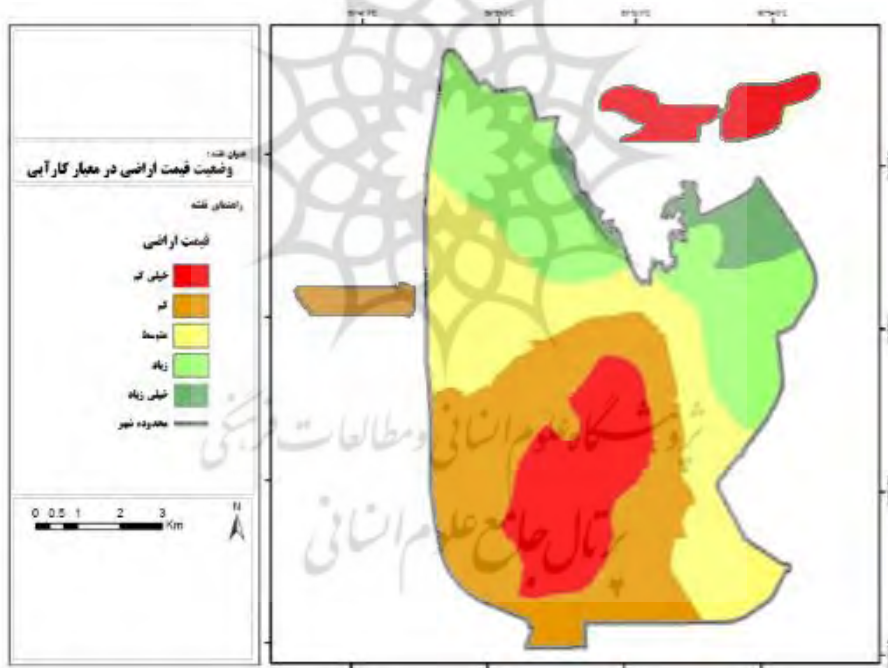 عنوان نقشه:
وضعیت قیمت اراضی در معیار کارآیی
راهنمای نقشه
قیمت اراضی
خیلی کم
کم
متوسط
زیاد
خیلی زیاد
محدوده شهر
0 0.5 1 2 3
Km
N
پژوهشگاه علوم انسانی و مطالعات فرهنگی
پرتال جامع علوم انسانی